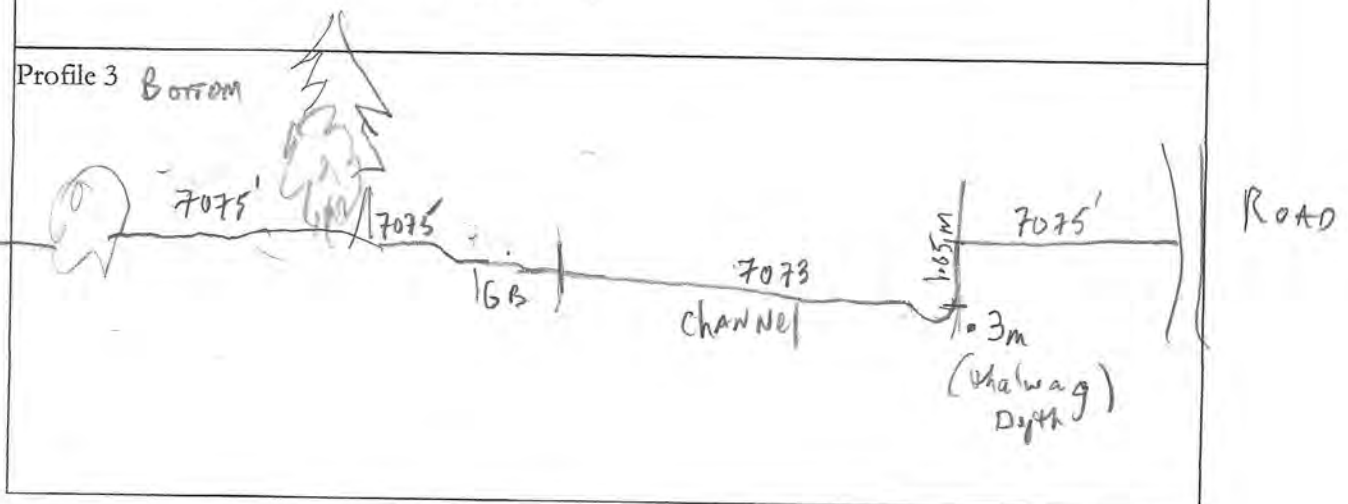 Profile 3 BOTTOM
7075'
7075'
GB
7073
ChANNel
1.65m
7075'
ROAD
.3m
(thalwag)
Depth